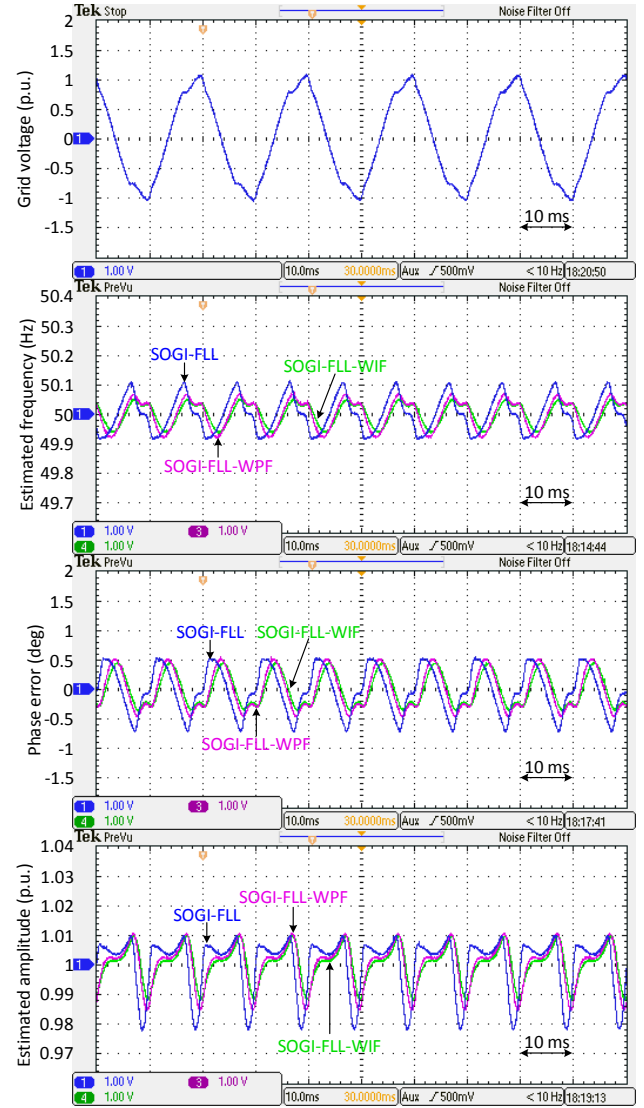 Tek Stop Noise Filter Off
Grid voltage (p.u.)
2
1.5
1
0.5
0
-0.5
-1
-1.5
1
10 ms
1 1.00 V 10.0ms 30.0000ms Aux 500mV < 10 Hz 18:20:50
Tek PreVu Noise Filter Off
Estimated frequency (Hz)
50.4
50.3
50.2
50.1
50
49.9
49.8
49.7
1
SOGI-FLL
SOGI-FLL-WIF
SOGI-FLL-WPF
10 ms
1 1.00 V 3 1.00 V
4 1.00 V 10.0ms 30.0000ms Aux 500mV < 10 Hz 18:14:44
Tek PreVu Noise Filter Off
Phase error (deg)
2
1.5
1
0.5
0
-0.5
-1
-1.5
1
SOGI-FLL
SOGI-FLL-WIF
SOGI-FLL-WPF
10 ms
1 1.00 V 3 1.00 V
4 1.00 V 10.0ms 30.0000ms Aux 500mV < 10 Hz 18:17:41
Tek PreVu Noise Filter Off
Estimated amplitude (p.u.)
1.04
1.03
1.02
1.01
1
0.99
0.98
0.97
1
SOGI-FLL-WPF
SOGI-FLL
SOGI-FLL-WIF
10 ms
1 1.00 V 3 1.00 V
4 1.00 V 10.0ms 30.0000ms Aux 500mV < 10 Hz 18:19:13